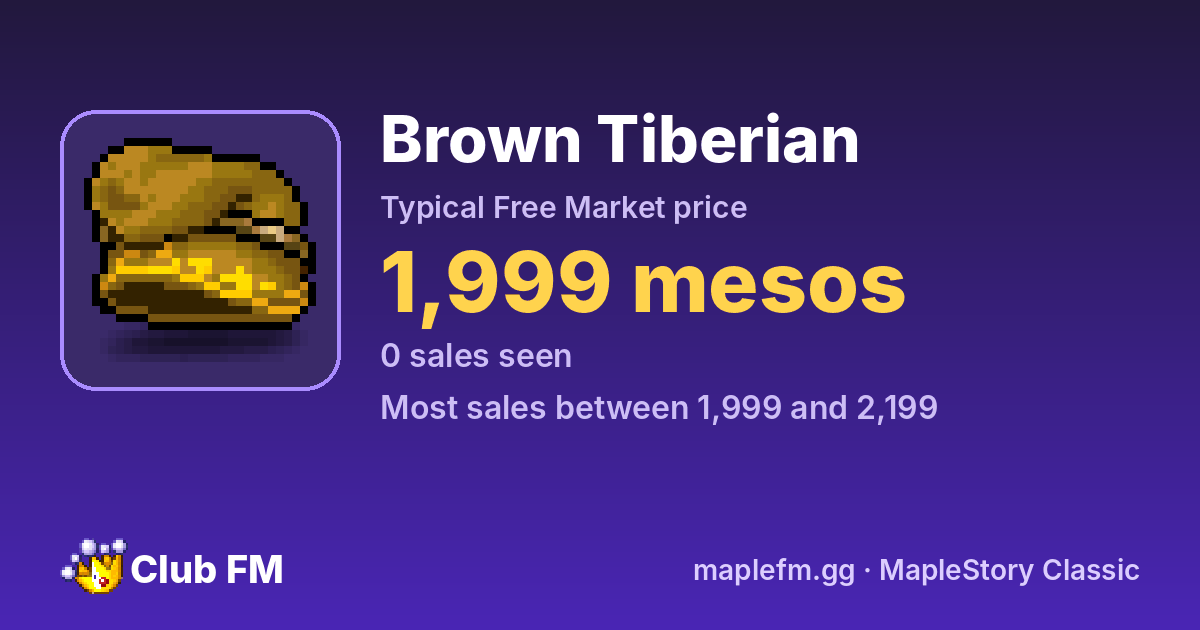 Brown Tiberian
Typical Free Market price
1,999 mesos
0 sales seen
Most sales between 1,999 and 2,199
Club FM
maplefm.gg · MapleStory Classic